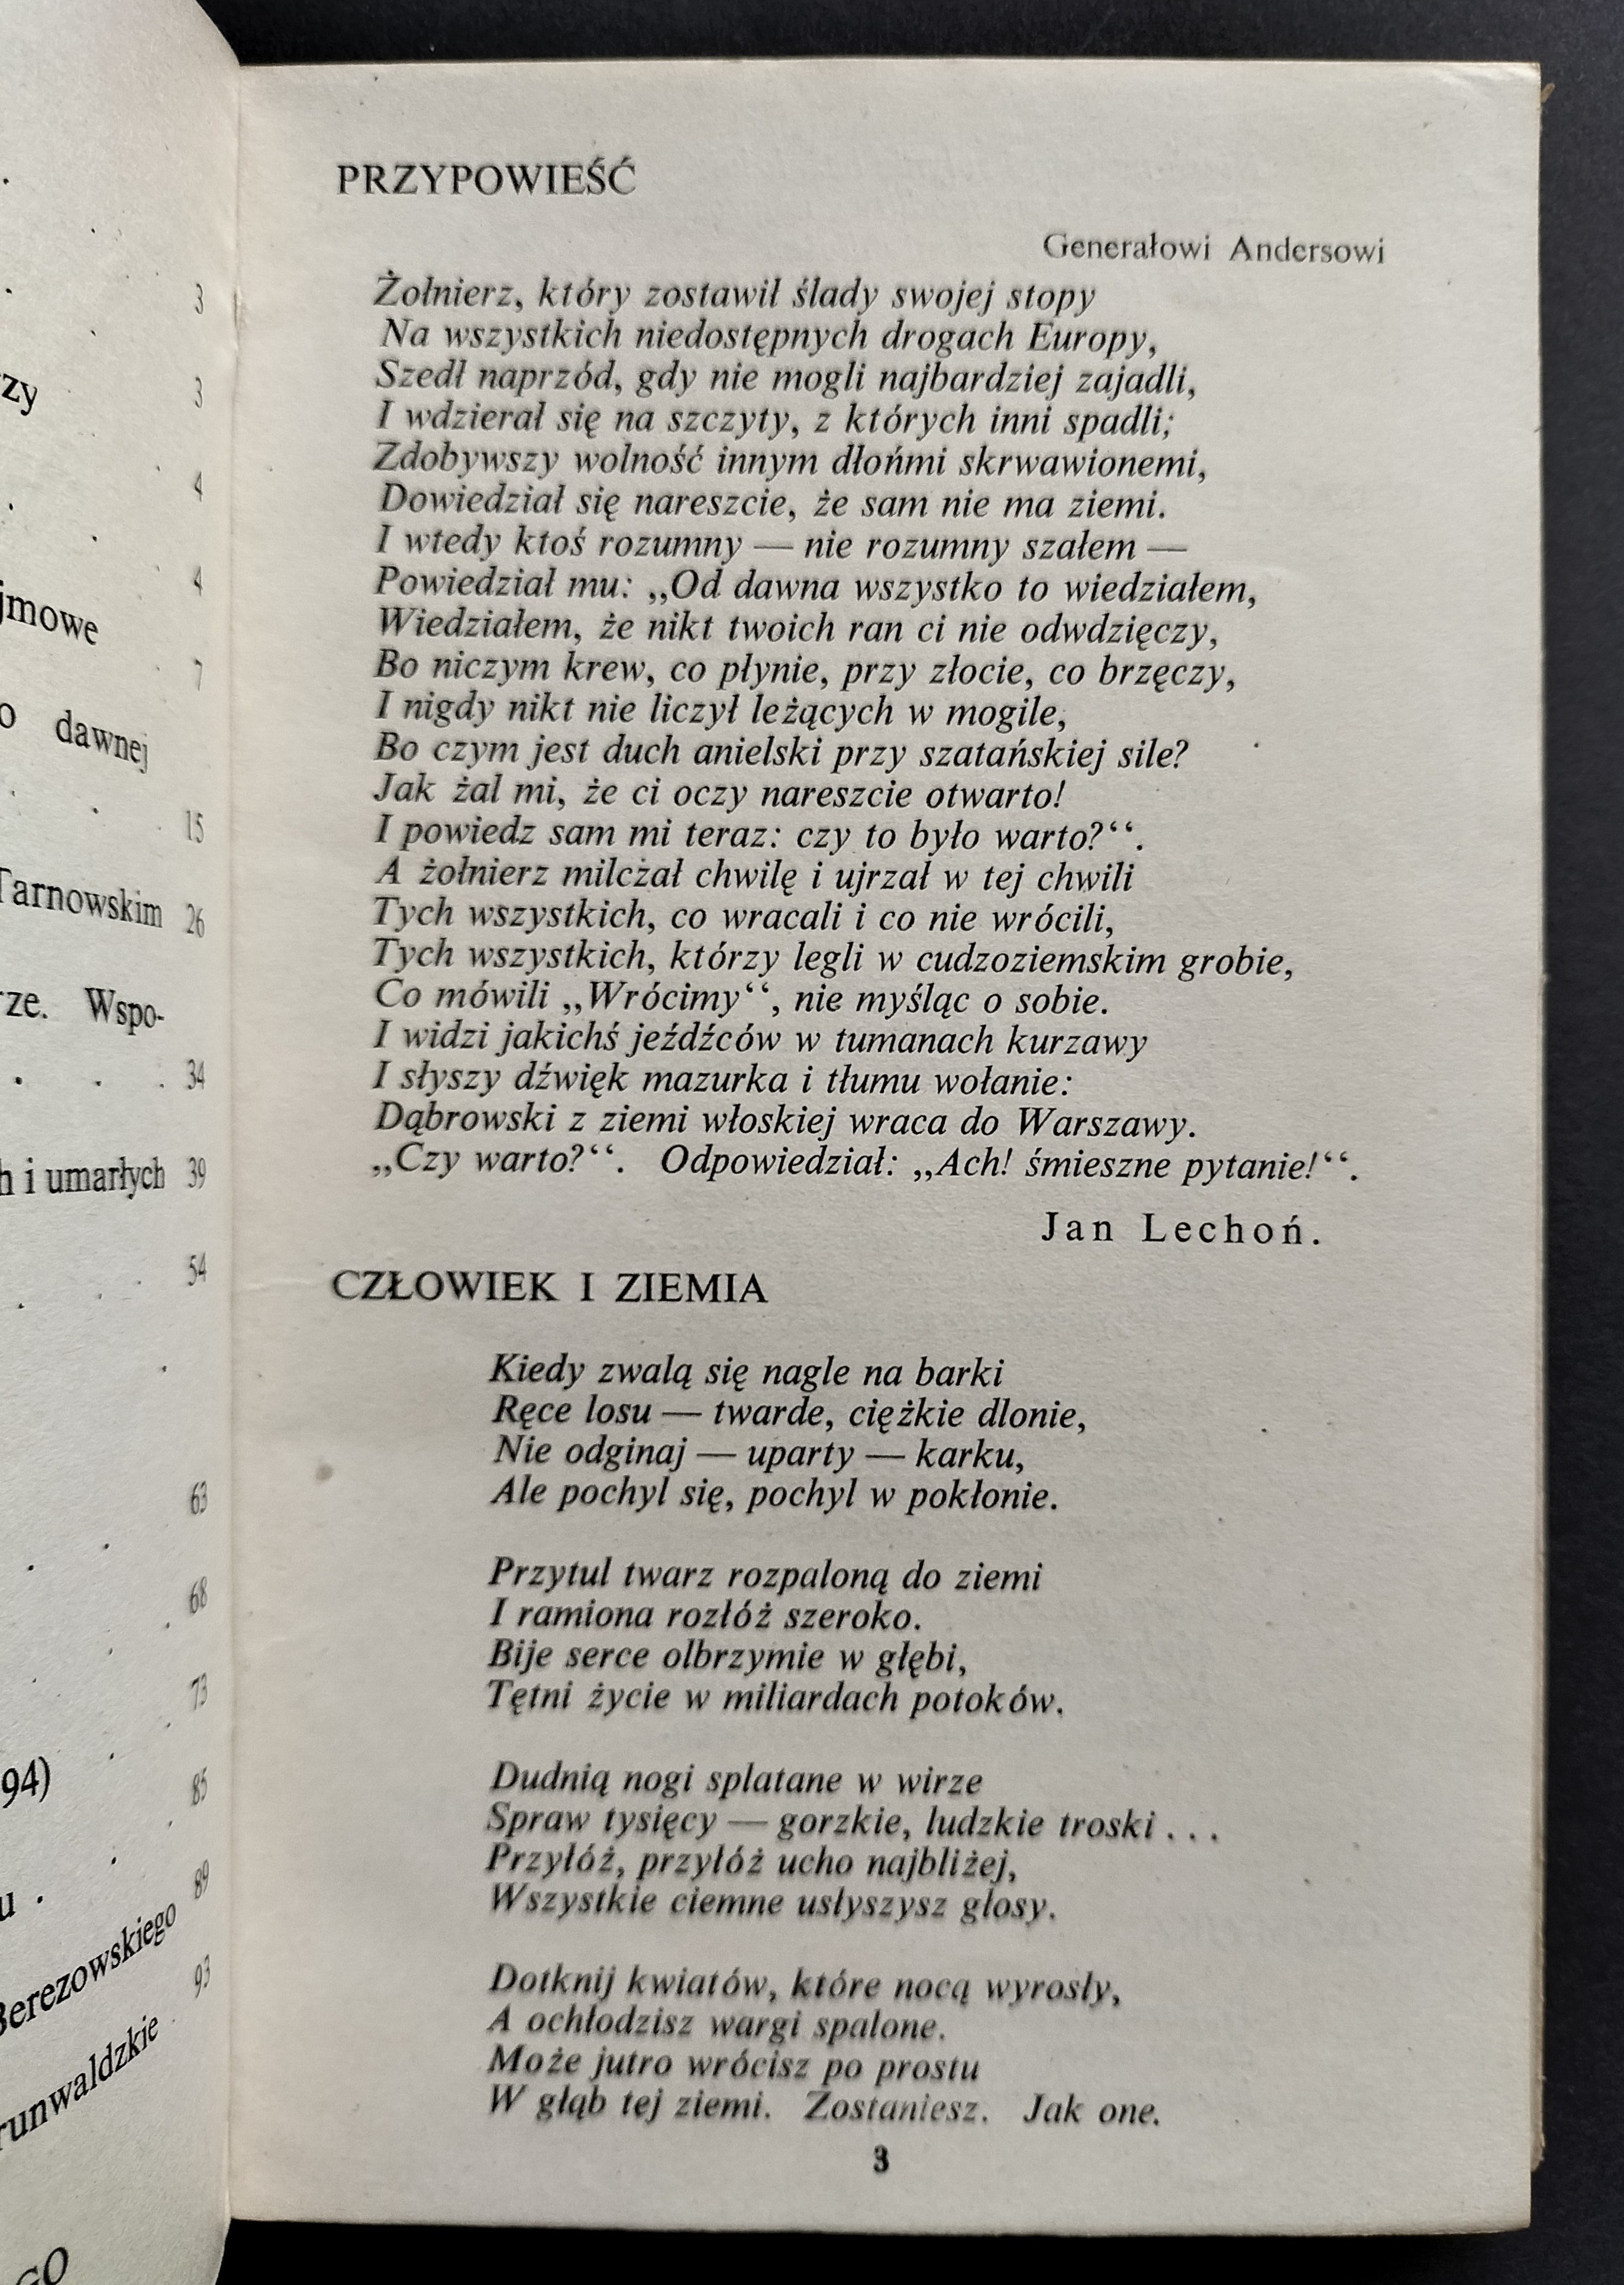 3
zy
3
4
4
jmowe
7
o dawnej
15
Tarnowskim 26
rze. Wspo-
34
h i umarłych 39
54
63
68
73
94)
85
u .
89
Berezowskiego
93
runwaldzkie
GO
PRZYPOWIEŚĆ
Generałowi Andersowi
Żołnierz, który zostawił ślady swojej stopy
Na wszystkich niedostępnych drogach Europy,
Szedł naprzód, gdy nie mogli najbardziej zajadli,
I wdzierał się na szczyty, z których inni spadli;
Zdobywszy wolność innym dłońmi skrwawionemi,
Dowiedział się nareszcie, że sam nie ma ziemi.
I wtedy ktoś rozumny — nie rozumny szałem —
Powiedział mu: „Od dawna wszystko to wiedziałem,
Wiedziałem, że nikt twoich ran ci nie odwdzięczy,
Bo niczym krew, co płynie, przy złocie, co brzęczy,
I nigdy nikt nie liczył leżących w mogile,
Bo czym jest duch anielski przy szatańskiej sile?
Jak żal mi, że ci oczy nareszcie otwarto!
I powiedz sam mi teraz: czy to było warto?“.
A żołnierz milczał chwilę i ujrzał w tej chwili
Tych wszystkich, co wracali i co nie wrócili,
Tych wszystkich, którzy legli w cudzoziemskim grobie,
Co mówili „Wrócimy“, nie myśląc o sobie.
I widzi jakichś jeźdźców w tumanach kurzawy
I słyszy dźwięk mazurka i tłumu wołanie:
Dąbrowski z ziemi włoskiej wraca do Warszawy.
„Czy warto?“. Odpowiedział: „Ach! śmieszne pytanie!“.
Jan Lechoń.
CZŁOWIEK I ZIEMIA
Kiedy zwalą się nagle na barki
Ręce losu — twarde, ciężkie dlonie,
Nie odginaj — uparty — karku,
Ale pochyl się, pochyl w pokłonie.
Przytul twarz rozpaloną do ziemi
I ramiona rozłóż szeroko.
Bije serce olbrzymie w głębi,
Tętni życie w miliardach potoków.
Dudnią nogi splatane w wirze
Spraw tysięcy — gorzkie, ludzkie troski . . .
Przyłóż, przyłóż ucho najbliżej,
Wszystkie ciemne usłyszysz głosy.
Dotknij kwiatów, które nocą wyrosły,
A ochłodzisz wargi spalone.
Może jutro wrócisz po prostu
W głąb tej ziemi. Zostaniesz. Jak one.
3